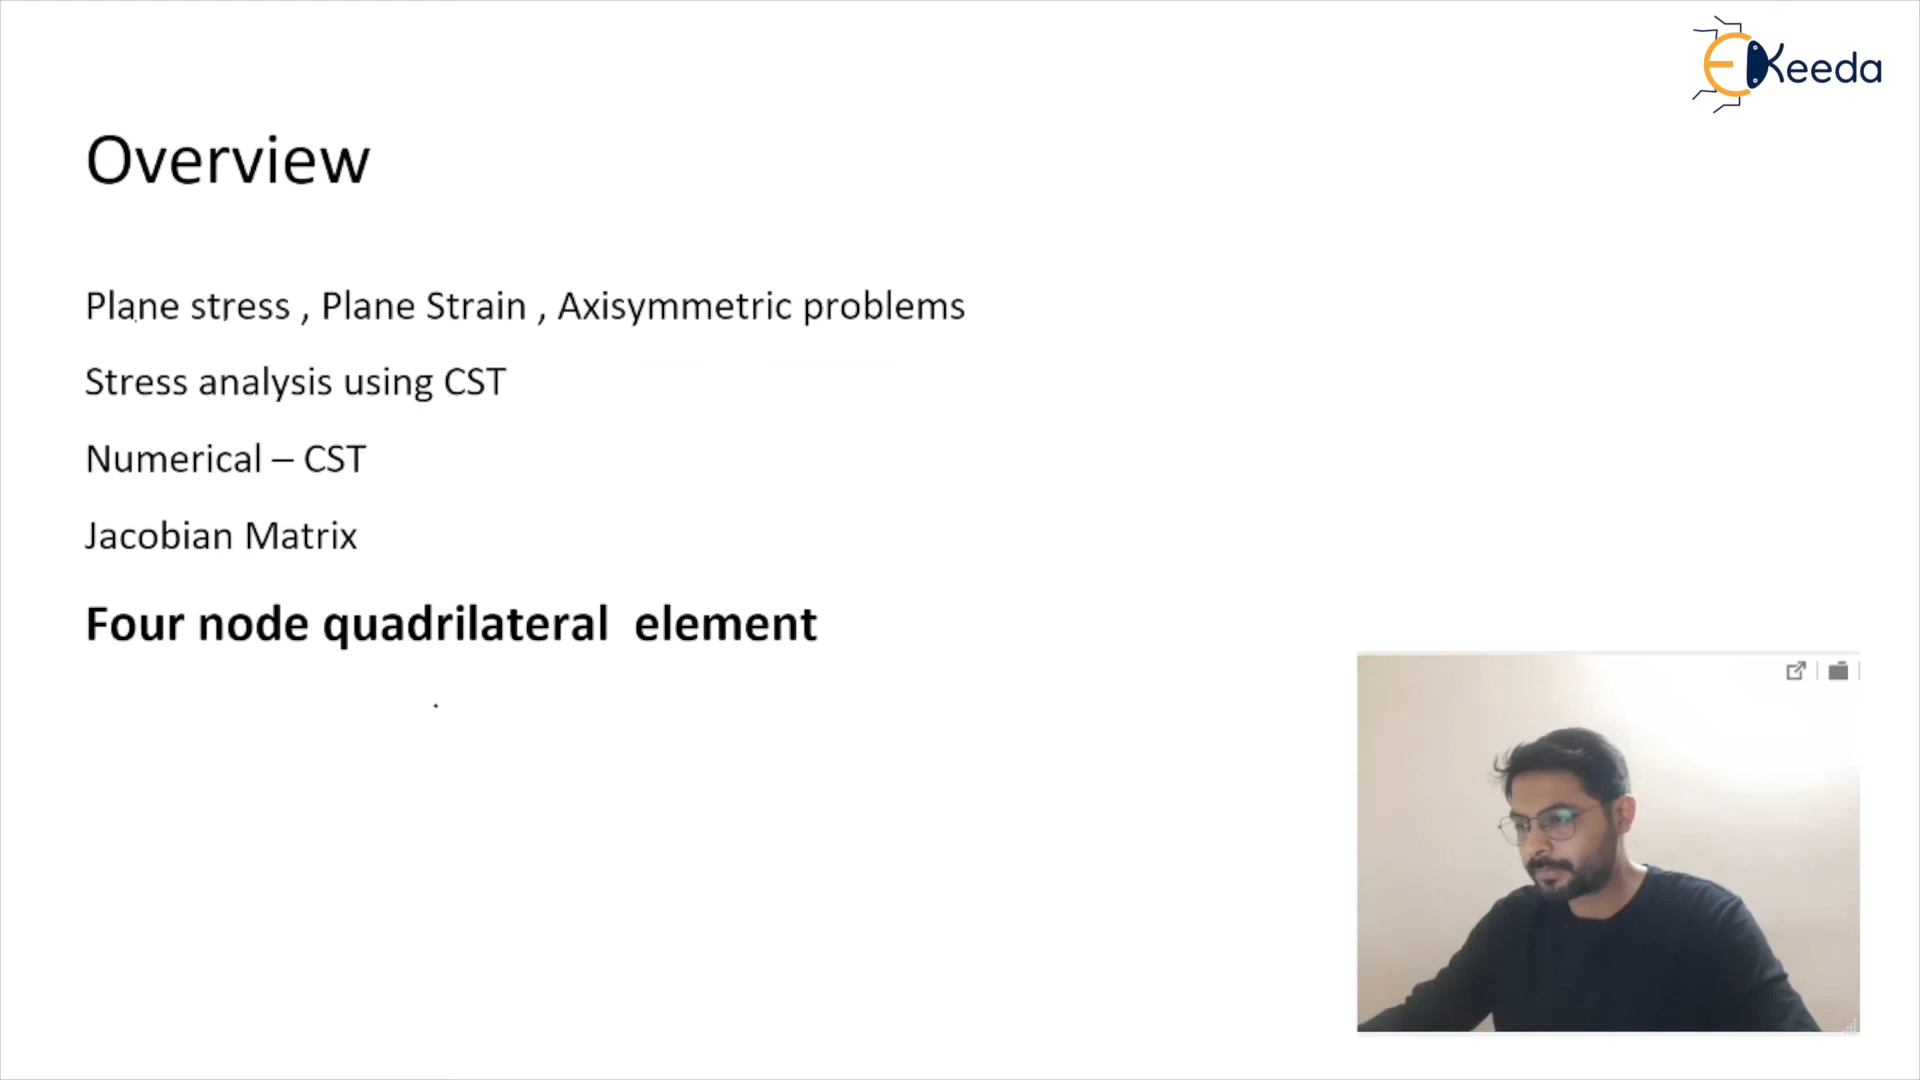 EKeeda
Overview
Plane stress , Plane Strain , Axisymmetric problems
Stress analysis using CST
Numerical – CST
Jacobian Matrix
Four node quadrilateral element